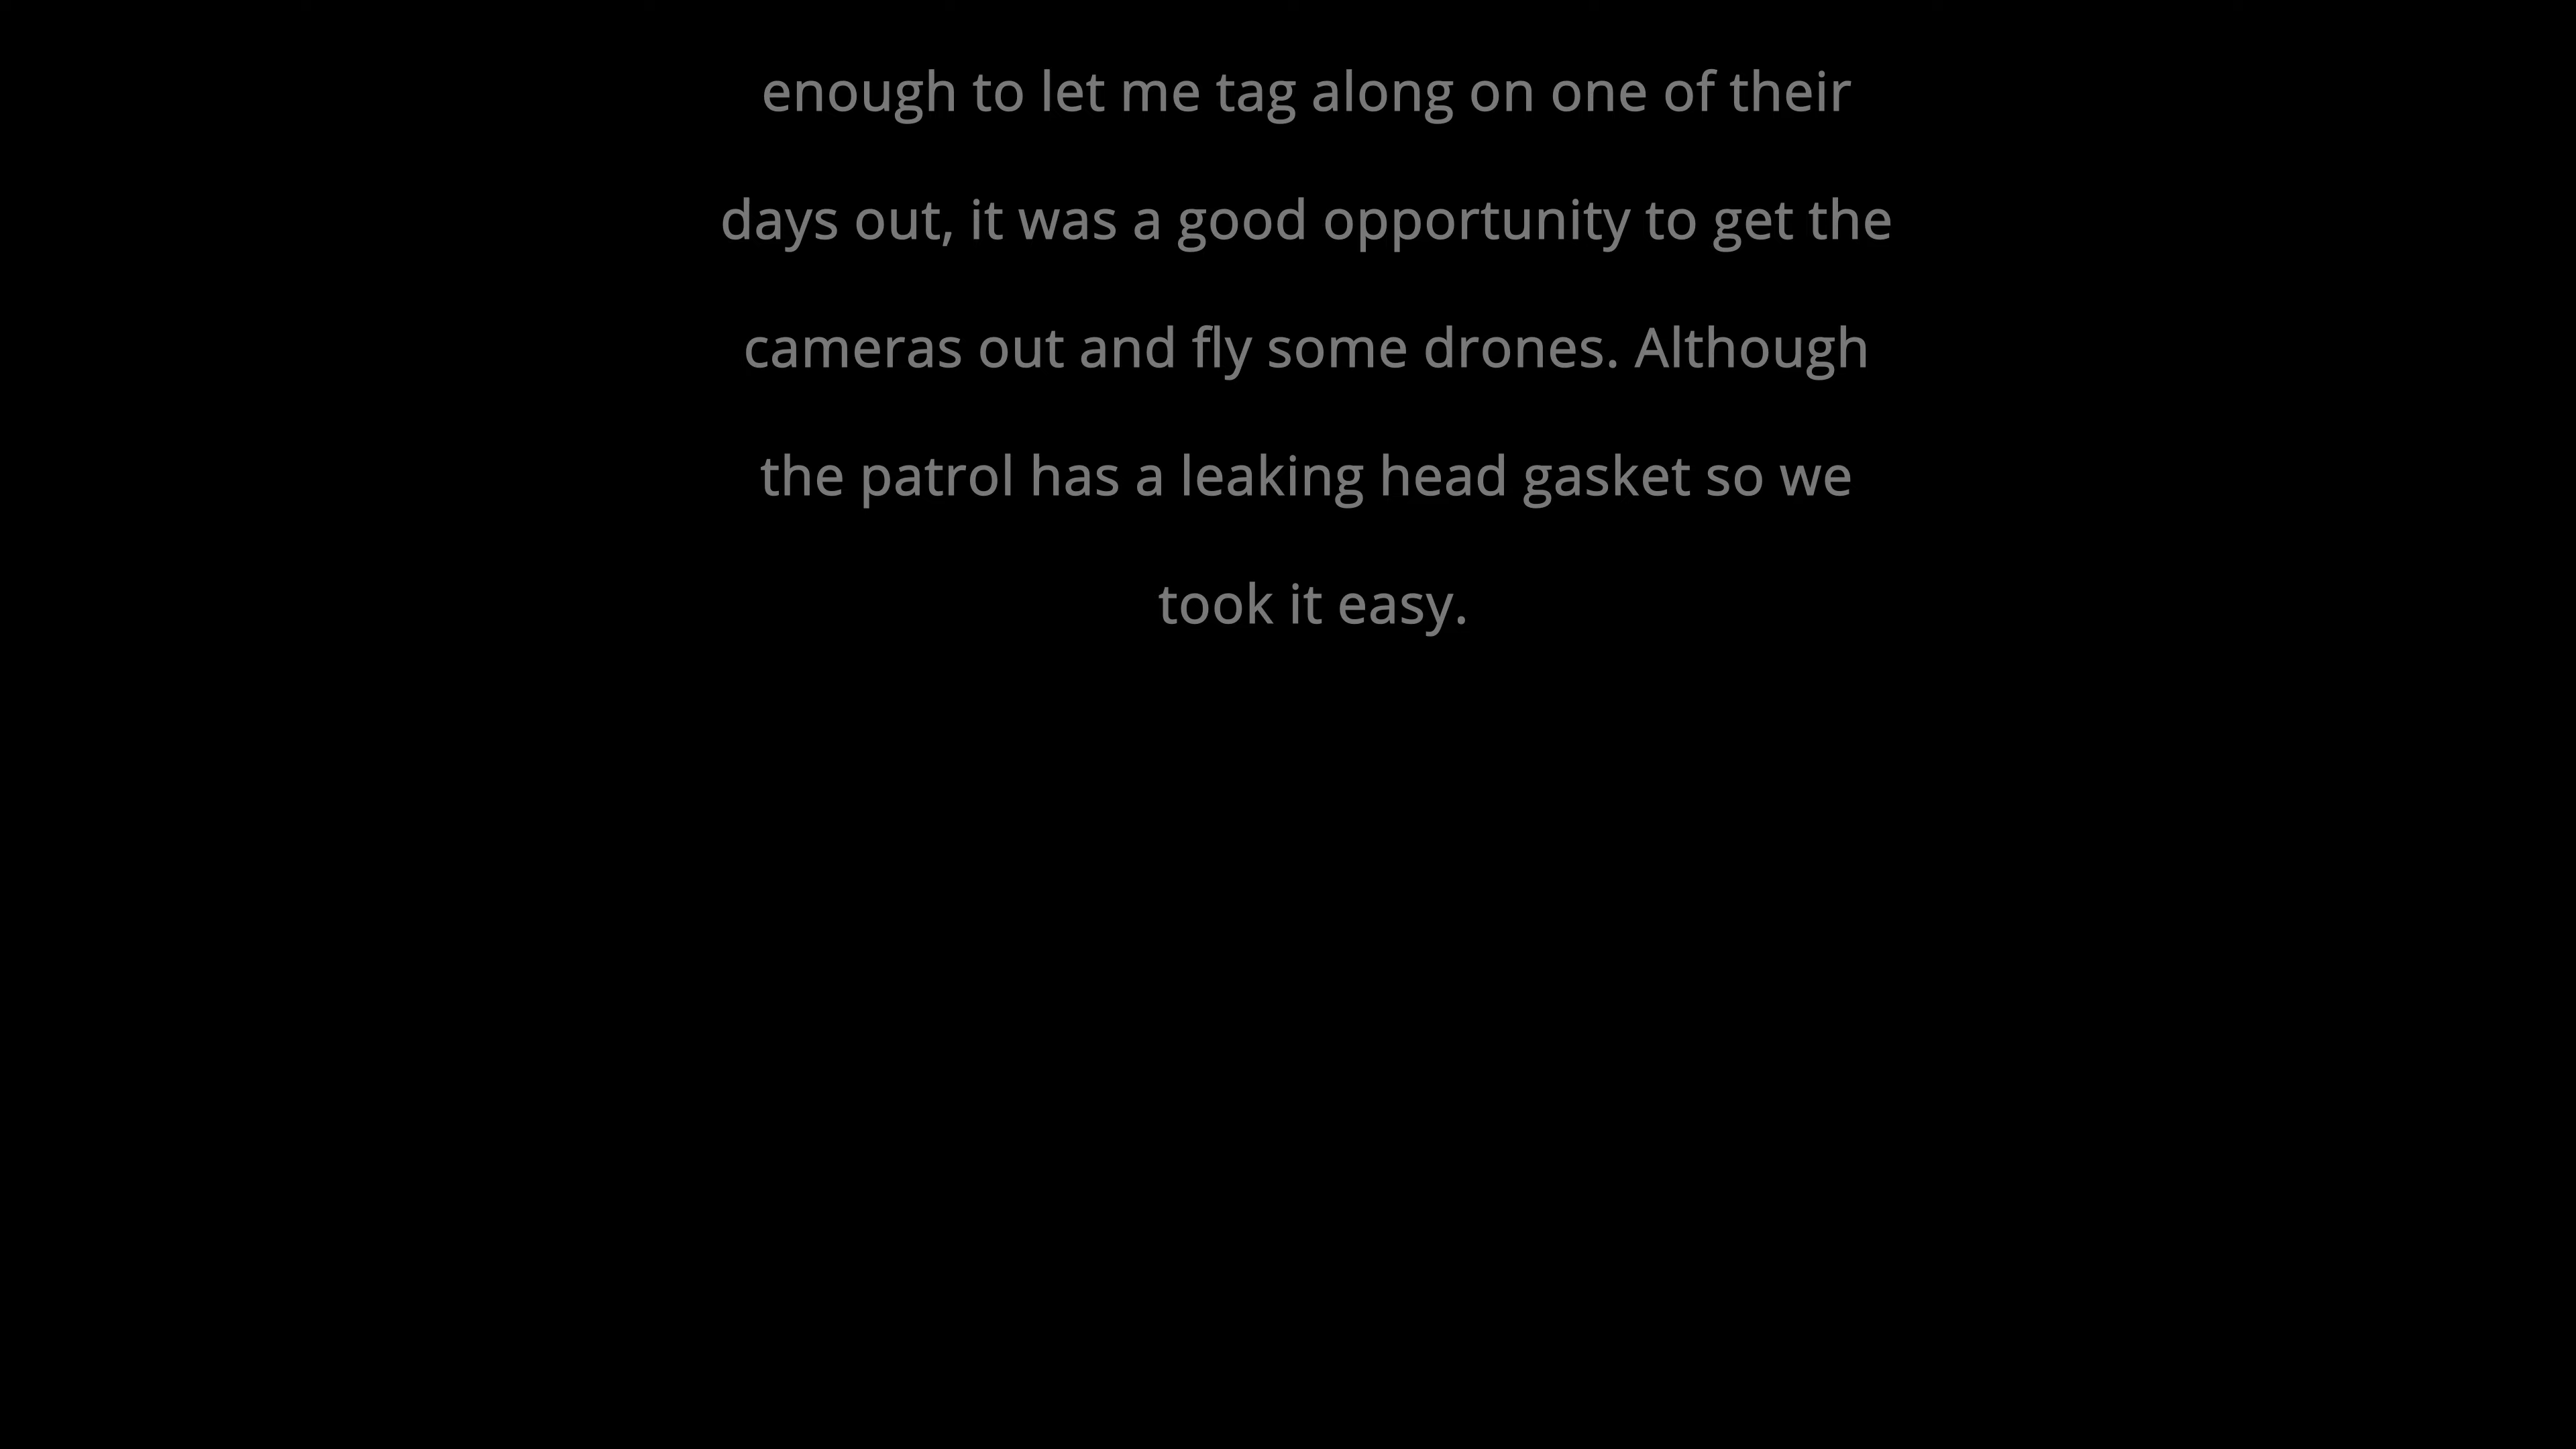 enough to let me tag along on one of their
days out, it was a good opportunity to get the
cameras out and fly some drones. Although
the patrol has a leaking head gasket so we
took it easy.